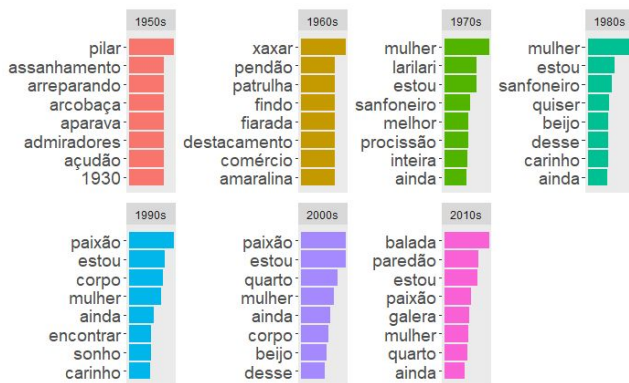 1950s
pilar
assanhamento
arreparando
arcobaça
aparava
admiradores
açudão
1930
1960s
xaxar
pendão
patrulha
findo
fiarada
destacamento
comércio
amaralina
1970s
mulher
larilari
estou
sanfoneiro
melhor
procissão
inteira
ainda
1980s
mulher
estou
sanfoneiro
quiser
beijo
desse
carinho
ainda
1990s
paixão
estou
corpo
mulher
ainda
encontrar
sonho
carinho
2000s
paixão
estou
quarto
mulher
ainda
corpo
beijo
desse
2010s
balada
paredão
estou
paixão
galera
mulher
quarto
ainda